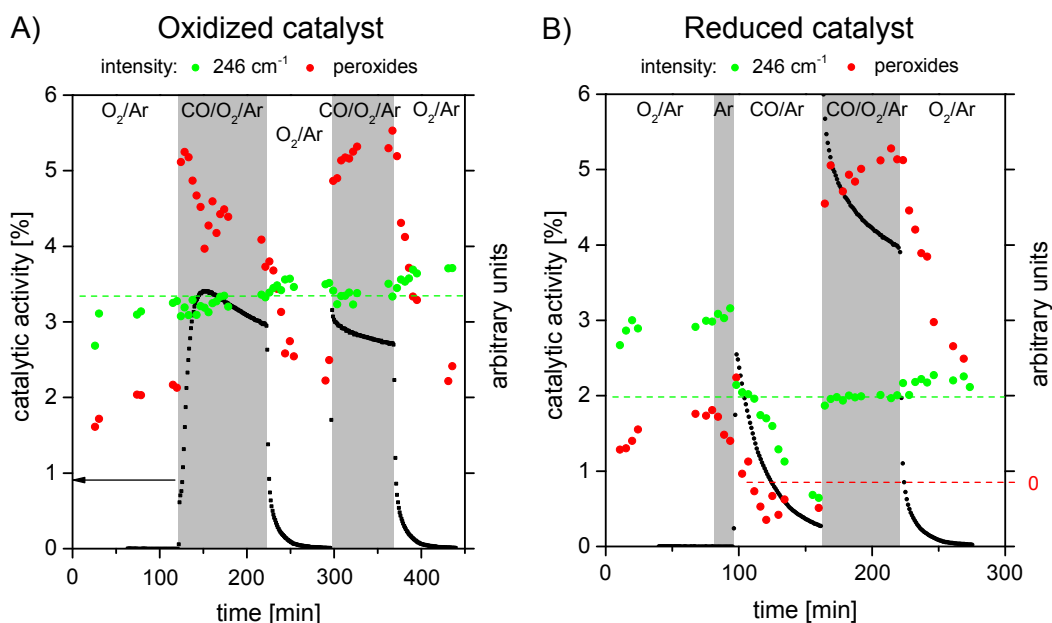 A) Oxidized catalyst
intensity: 246 cm⁻¹ peroxides
O₂/Ar CO/O₂/Ar O₂/Ar CO/O₂/Ar O₂/Ar
catalytic activity [%]
6
5
4
3
2
1
0
arbitrary units
0 100 200 300 400
time [min]
B) Reduced catalyst
intensity: 246 cm⁻¹ peroxides
O₂/Ar Ar CO/Ar CO/O₂/Ar O₂/Ar
catalytic activity [%]
6
5
4
3
2
1
0
arbitrary units
0
0 100 200 300
time [min]